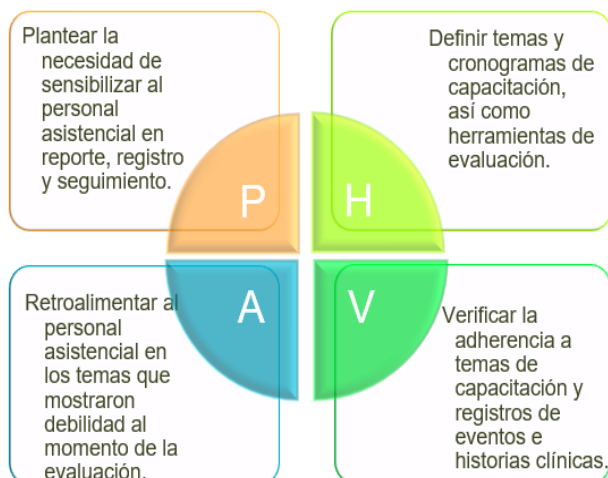 Plantear la
necesidad de
sensibilizar al
personal
asistencial en
reporte, registro
y seguimiento.
Definir temas y
cronogramas de
capacitación,
así como
herramientas de
evaluación.
P
H
A
V
Retroalimentar al
personal
asistencial en
los temas que
mostraron
debilidad al
momento de la
evaluación.
Verificar la
adherencia a
temas de
capacitación y
registros de
eventos e
historias clínicas.